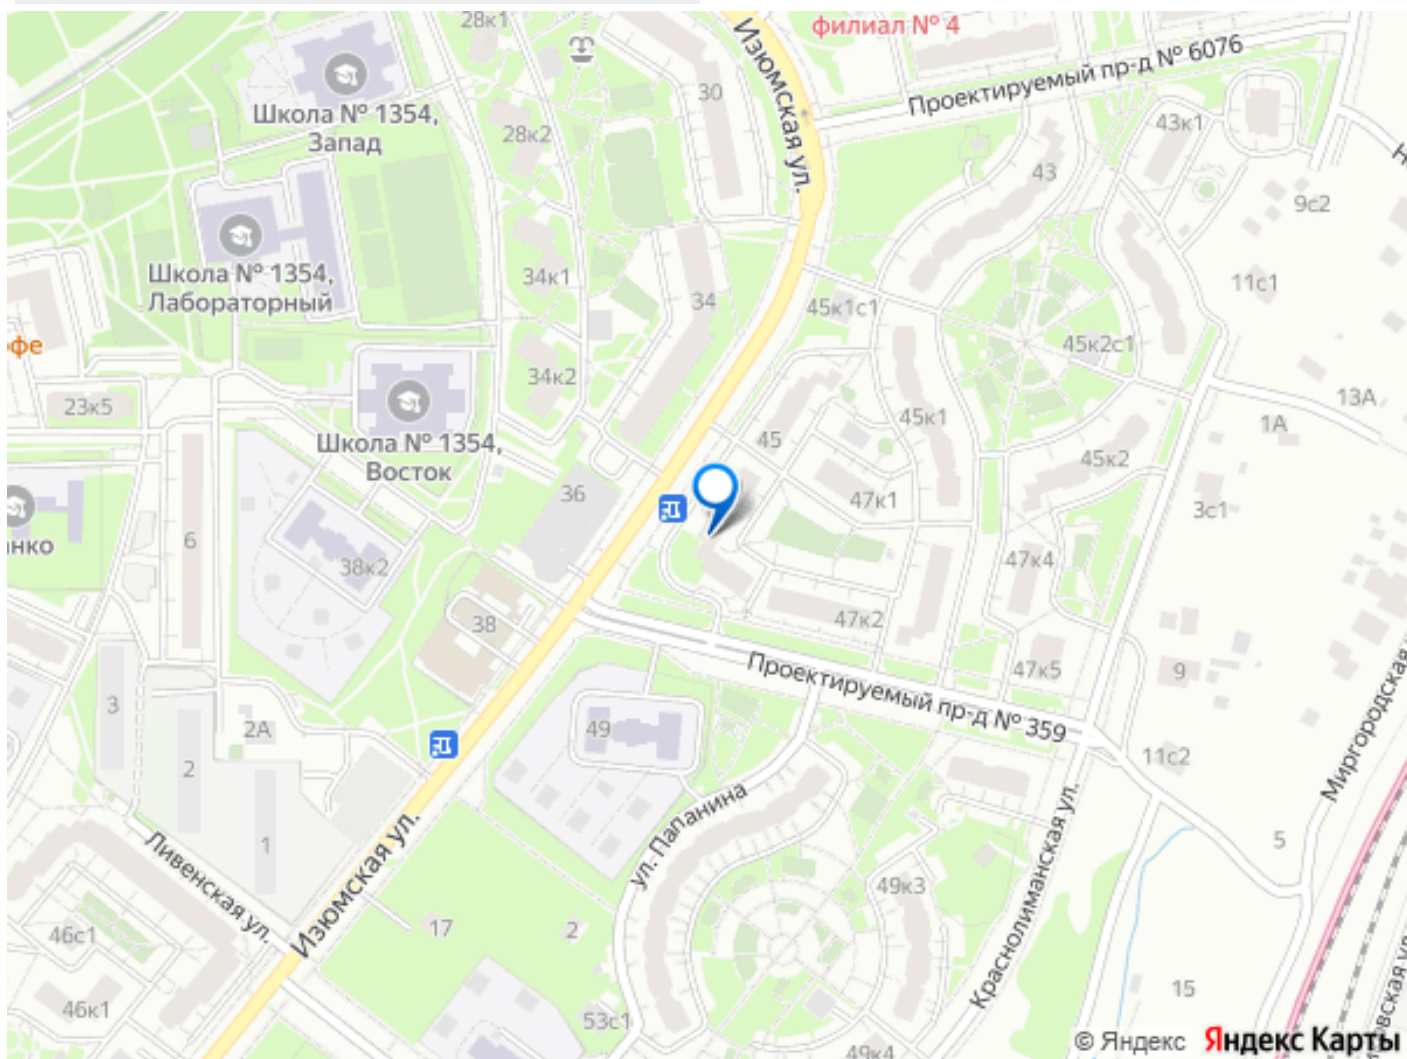 28к1
филиал № 4
Изюмская ул.
Проектируемый пр-д № 6076
Школа № 1354,
Запад
30
28к2
43к1
43
9с2
Школа № 1354,
Лабораторный
34к1
34
45к1с1
11с1
офе
45к2с1
34к2
23к5
13А
1А
45к1
45
Школа № 1354,
Восток
45к2
36
47к1
3с1
6
анко
38к2
47к4
38
47к2
47к5
9
Проектируемый пр-д № 359
3
2А
49
11с2
2
ул. Папанина
Миргородская
1
5
Ливенская ул.
Изюмская ул.
49к3
Краснолиманская ул.
17
2
46с1
15
46к1
53с1
49к4
овская ул.
© Яндекс Яндекс Карты